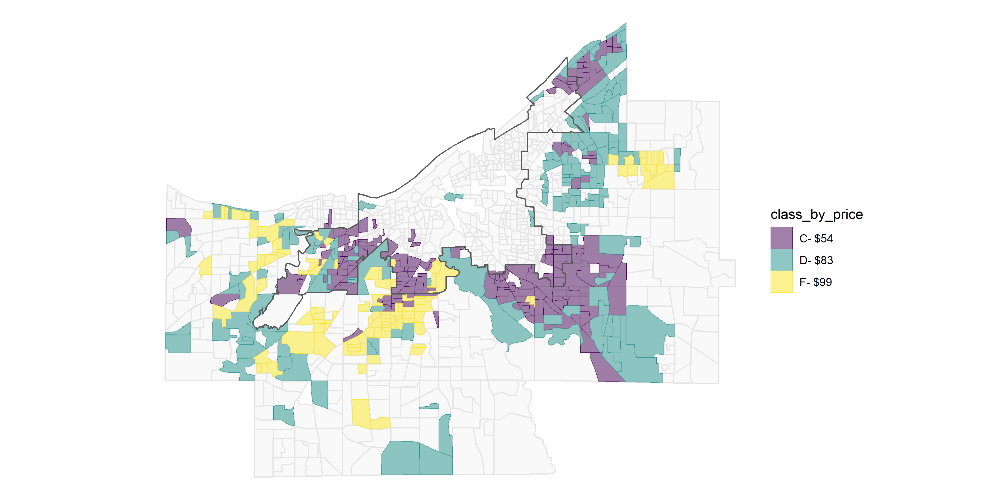 class_by_price
C- $54
D- $83
F- $99